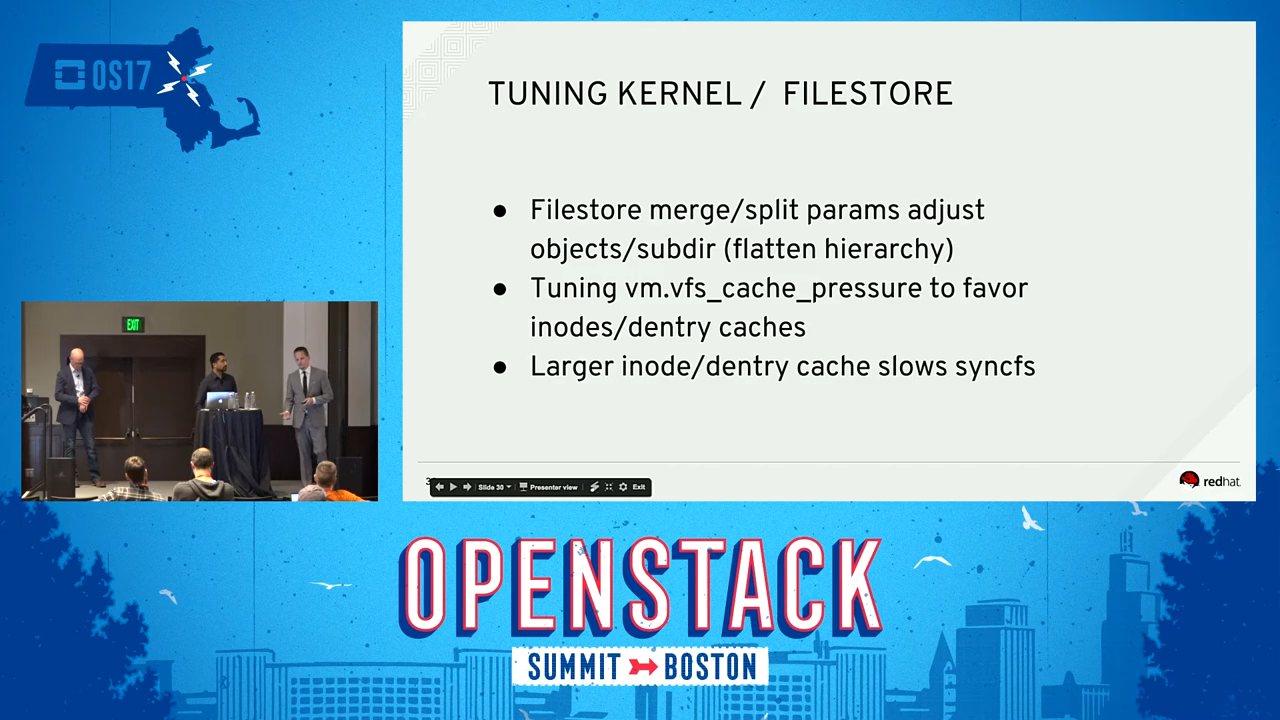 OS17
TUNING KERNEL / FILESTORE
● Filestore merge/split params adjust
objects/subdir (flatten hierarchy)
● Tuning vm.vfs_cache_pressure to favor
inodes/dentry caches
● Larger inode/dentry cache slows syncfs
Slide 30
Presenter view
Exit
redhat.
EXIT
OPENSTACK
SUMMIT BOSTON